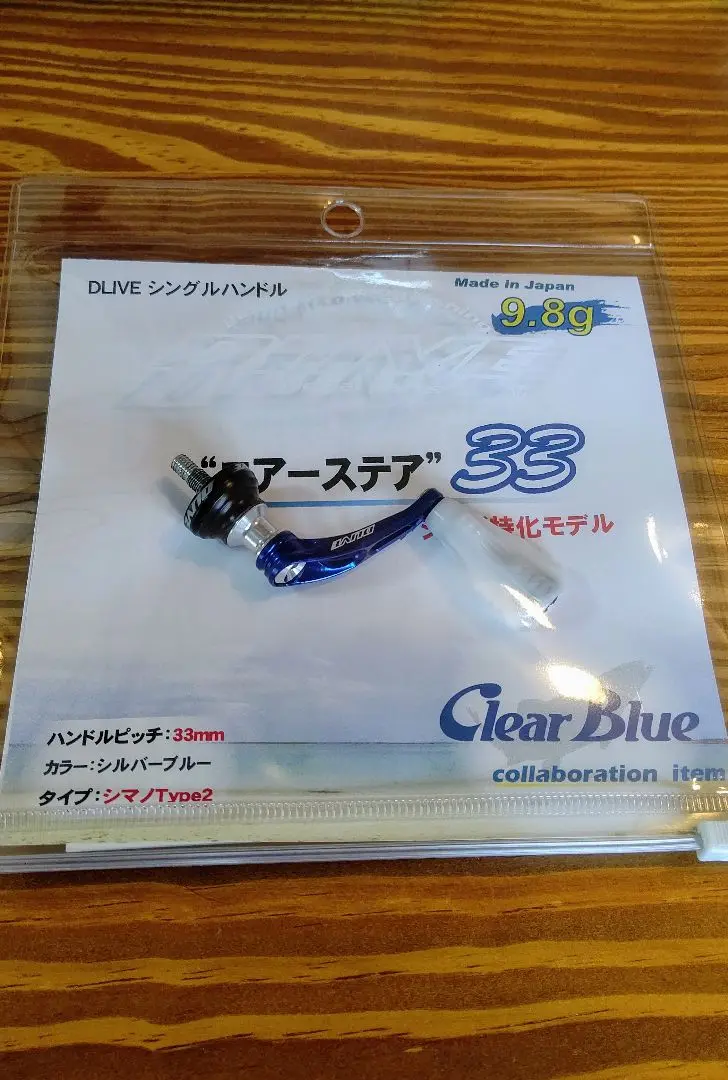 DLIVE シングルハンドル
Made in Japan
9.8g
アーステア” 33
特化モデル
DLIVE
Clear Blue
collaboration item
ハンドルピッチ:33mm
カラー:シルバーブルー
タイプ:シマノType2